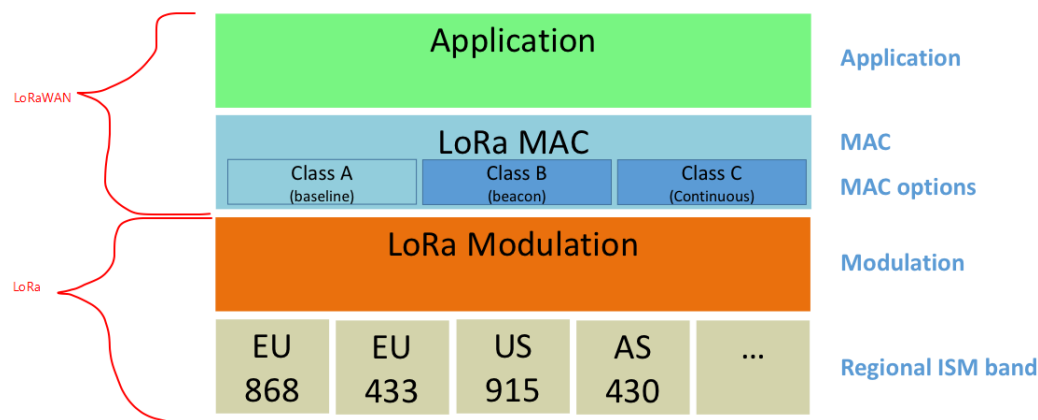 Application
Application
LoRaWAN
LoRa MAC
MAC
Class A
(baseline)
Class B
(beacon)
Class C
(Continuous)
MAC options
LoRa Modulation
Modulation
LoRa
EU
868
EU
433
US
915
AS
430
...
Regional ISM band